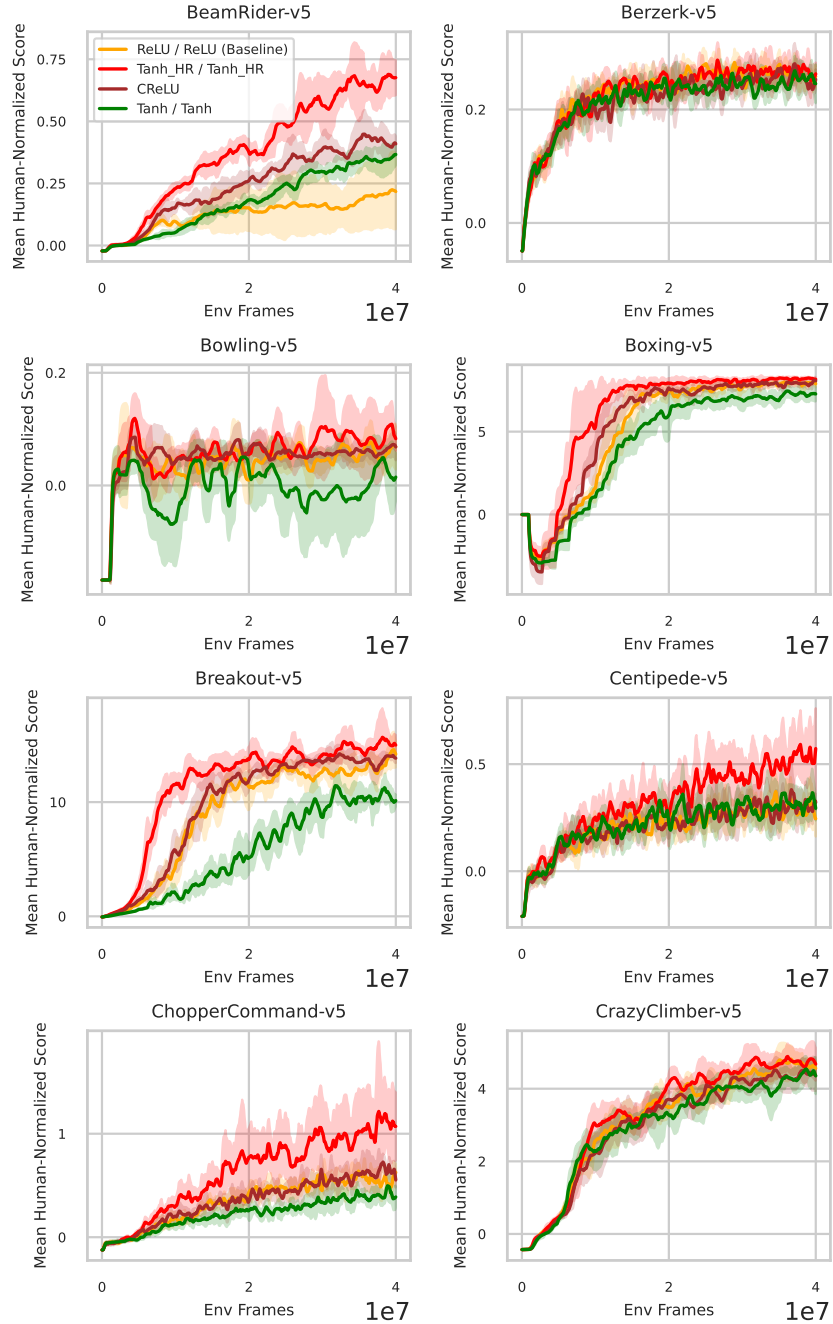 BeamRider-v5
Berzerk-v5
Mean Human-Normalized Score
0.75
0.50
0.25
0.00
ReLU / ReLU (Baseline)
Tanh_HR / Tanh_HR
CReLU
Tanh / Tanh
0
2
4
Env Frames
1e7
Mean Human-Normalized Score
0.2
0.0
0
2
4
Env Frames
1e7
Bowling-v5
Boxing-v5
Mean Human-Normalized Score
0.2
0.0
0
2
4
Env Frames
1e7
Mean Human-Normalized Score
5
0
0
2
4
Env Frames
1e7
Breakout-v5
Centipede-v5
Mean Human-Normalized Score
10
0
0
2
4
Env Frames
1e7
Mean Human-Normalized Score
0.5
0.0
0
2
4
Env Frames
1e7
ChopperCommand-v5
CrazyClimber-v5
Mean Human-Normalized Score
1
0
0
2
4
Env Frames
1e7
Mean Human-Normalized Score
4
2
0
0
2
4
Env Frames
1e7